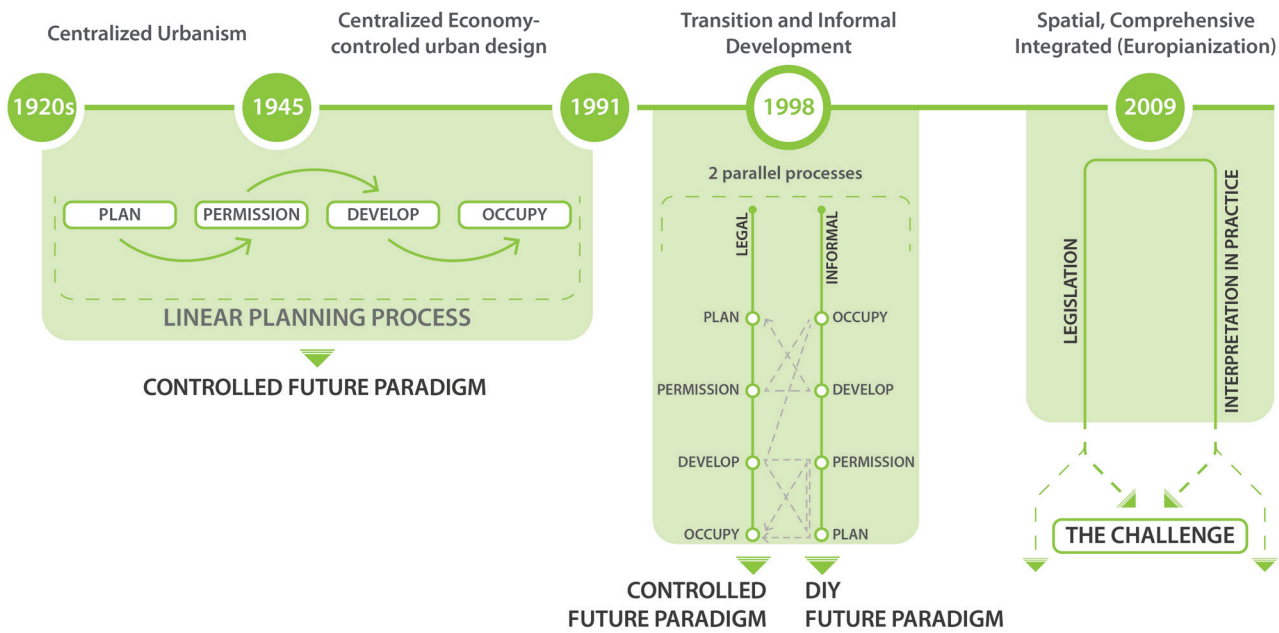 Centralized Urbanism
Centralized Economy-
controled urban design
Transition and Informal
Development
Spatial, Comprehensive
Integrated (Europianization)
1920s
1945
1991
1998
2009
PLAN
PERMISSION
DEVELOP
OCCUPY
LINEAR PLANNING PROCESS
CONTROLLED FUTURE PARADIGM
2 parallel processes
LEGAL
INFORMAL
PLAN
OCCUPY
PERMISSION
DEVELOP
DEVELOP
PERMISSION
OCCUPY
PLAN
CONTROLLED
FUTURE PARADIGM
DIY
FUTURE PARADIGM
LEGISLATION
INTERPRETATION IN PRACTICE
THE CHALLENGE